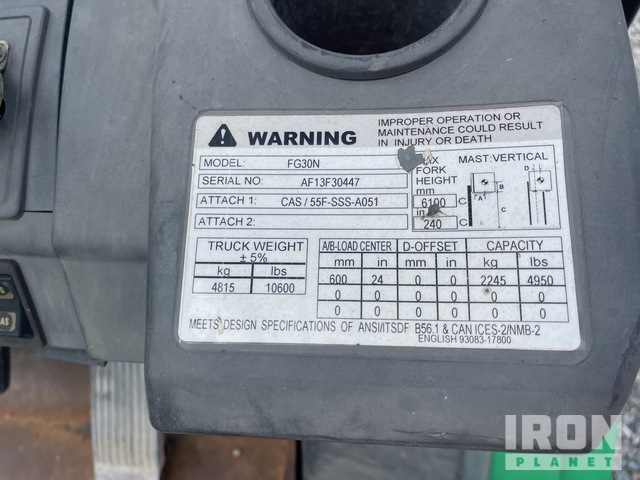 WARNING
IMPROPER OPERATION OR
MAINTENANCE COULD RESULT
IN INJURY OR DEATH
MODEL: FG30N
SERIAL NO: AF13F30447
ATTACH 1: CAS / 55F-SSS-A051
ATTACH 2:
FORK
HEIGHT
mm
6100 C
in
240 C
MAST:VERTICAL
D
A
C
TRUCK WEIGHT
± 5%
kg lbs
4815 10600
A/B-LOAD CENTER D-OFFSET CAPACITY
mm in mm in kg lbs
600 24 0 0 2245 4950
0 0 0 0 0 0
0 0 0 0 0 0
MEETS DESIGN SPECIFICATIONS OF ANSI/ITSDF B56.1 & CAN ICES-2/NMB-2
ENGLISH 93083-17800
IRON
PLANET